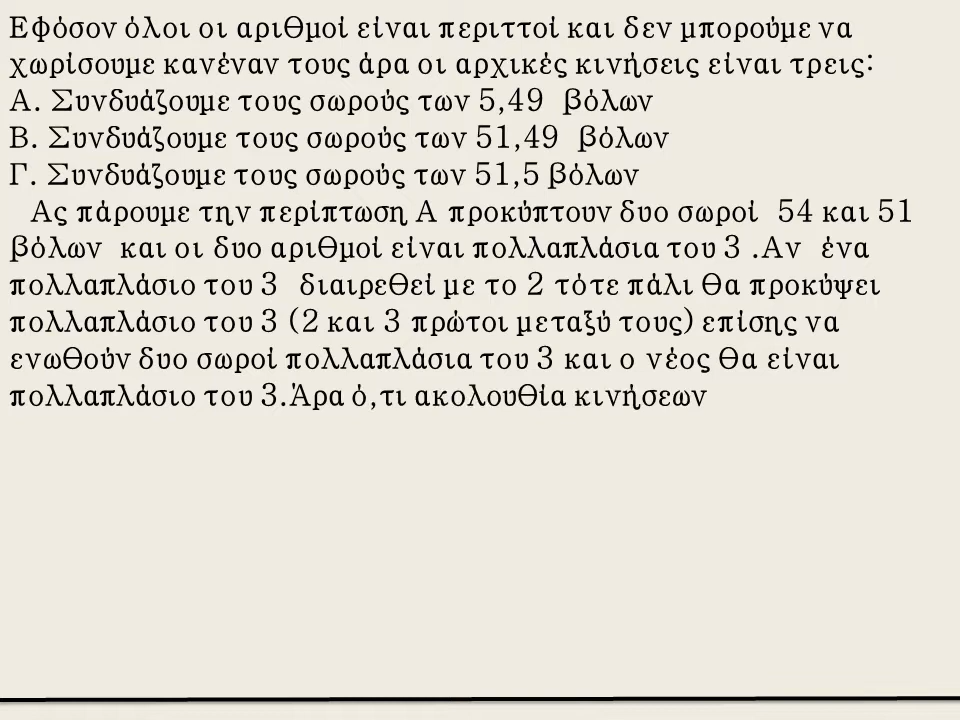 Εφόσον όλοι οι αριθμοί είναι περιττοί και δεν μπορούμε να
χωρίσουμε κανέναν τους άρα οι αρχικές κινήσεις είναι τρεις:
Α. Συνδυάζουμε τους σωρούς των 5,49 βόλων
Β. Συνδυάζουμε τους σωρούς των 51,49 βόλων
Γ. Συνδυάζουμε τους σωρούς των 51,5 βόλων
Ας πάρουμε την περίπτωση Α προκύπτουν δυο σωροί 54 και 51
βόλων και οι δυο αριθμοί είναι πολλαπλάσια του 3 .Αν ένα
πολλαπλάσιο του 3 διαιρεθεί με το 2 τότε πάλι θα προκύψει
πολλαπλάσιο του 3 (2 και 3 πρώτοι μεταξύ τους) επίσης να
ενωθούν δυο σωροί πολλαπλάσια του 3 και ο νέος θα είναι
πολλαπλάσιο του 3.Άρα ό,τι ακολουθία κινήσεων